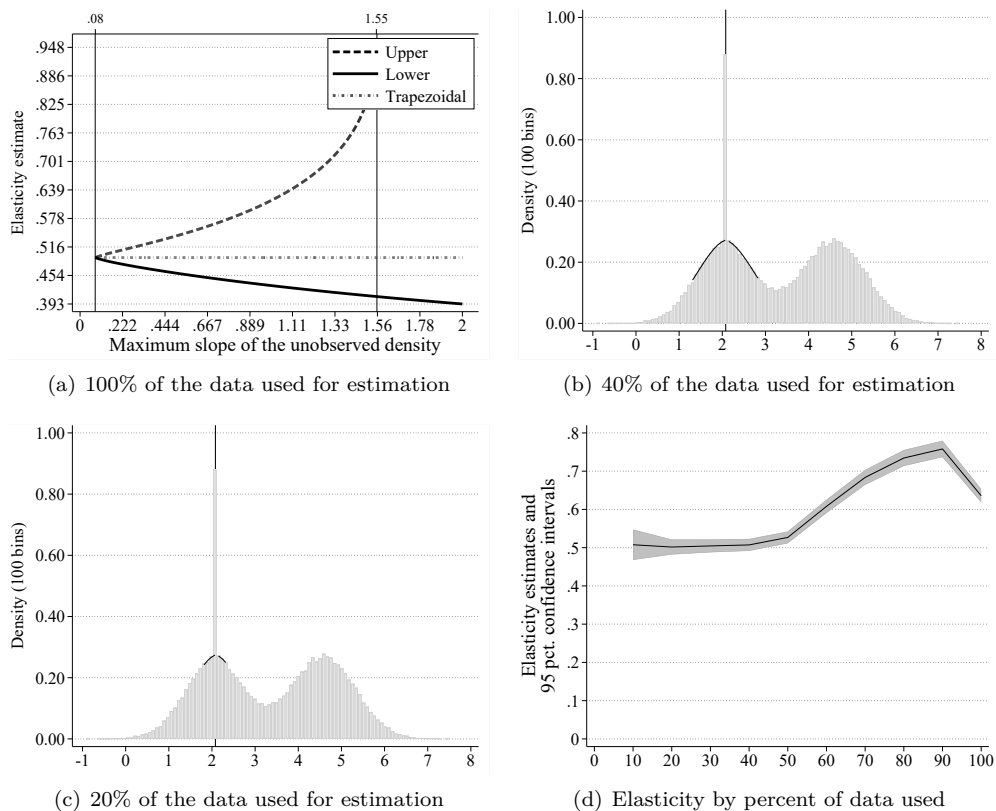 .08
1.55
.948
.886
.825
.763
.701
.639
.578
.516
.454
.393
Elasticity estimate
Upper
Lower
Trapezoidal
0 .222 .444 .667 .889 1.11 1.33 1.56 1.78 2
Maximum slope of the unobserved density
(a) 100% of the data used for estimation
1.00
0.80
0.60
0.40
0.20
0.00
Density (100 bins)
-1 0 1 2 3 4 5 6 7 8
(b) 40% of the data used for estimation
1.00
0.80
0.60
0.40
0.20
0.00
Density (100 bins)
-1 0 1 2 3 4 5 6 7 8
(c) 20% of the data used for estimation
.8
.7
.6
.5
.4
.3
.2
.1
0
Elasticity estimates and
95 pct. confidence intervals
0 10 20 30 40 50 60 70 80 90 100
(d) Elasticity by percent of data used